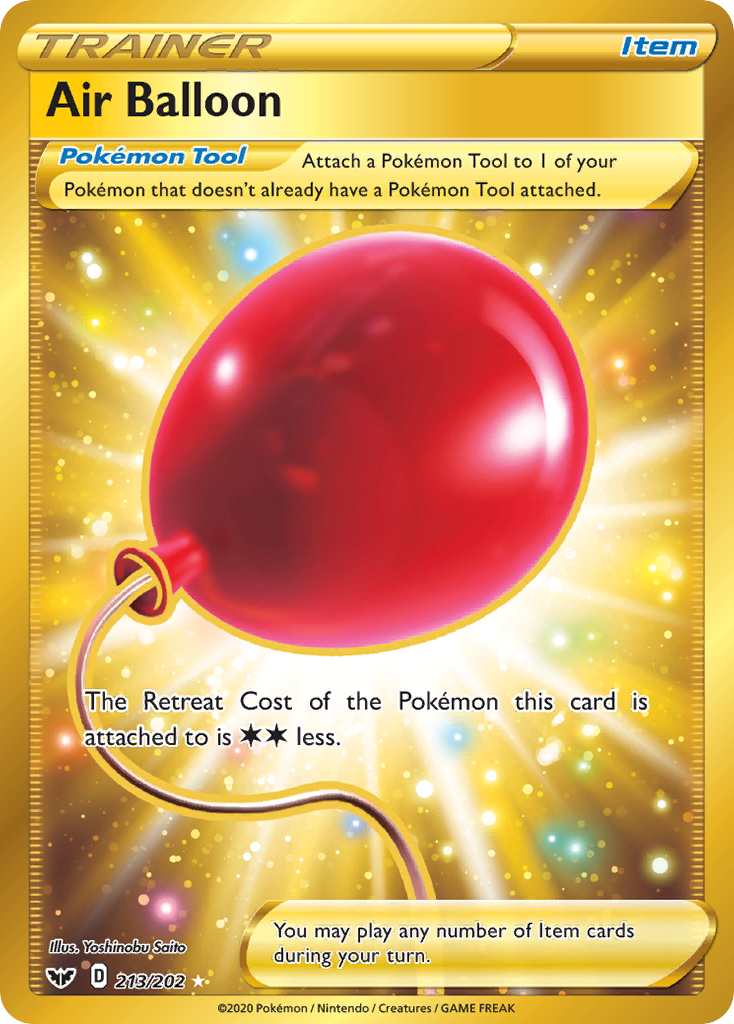 TRAINER Item
Air Balloon
Pokémon Tool Attach a Pokémon Tool to 1 of your
Pokémon that doesn't already have a Pokémon Tool attached.
The Retreat Cost of the Pokémon this card is
attached to is ✶✶ less.
You may play any number of Item cards
during your turn.
Illus. Yoshinobu Saito
D 213/202 ★
©2020 Pokémon / Nintendo / Creatures / GAME FREAK